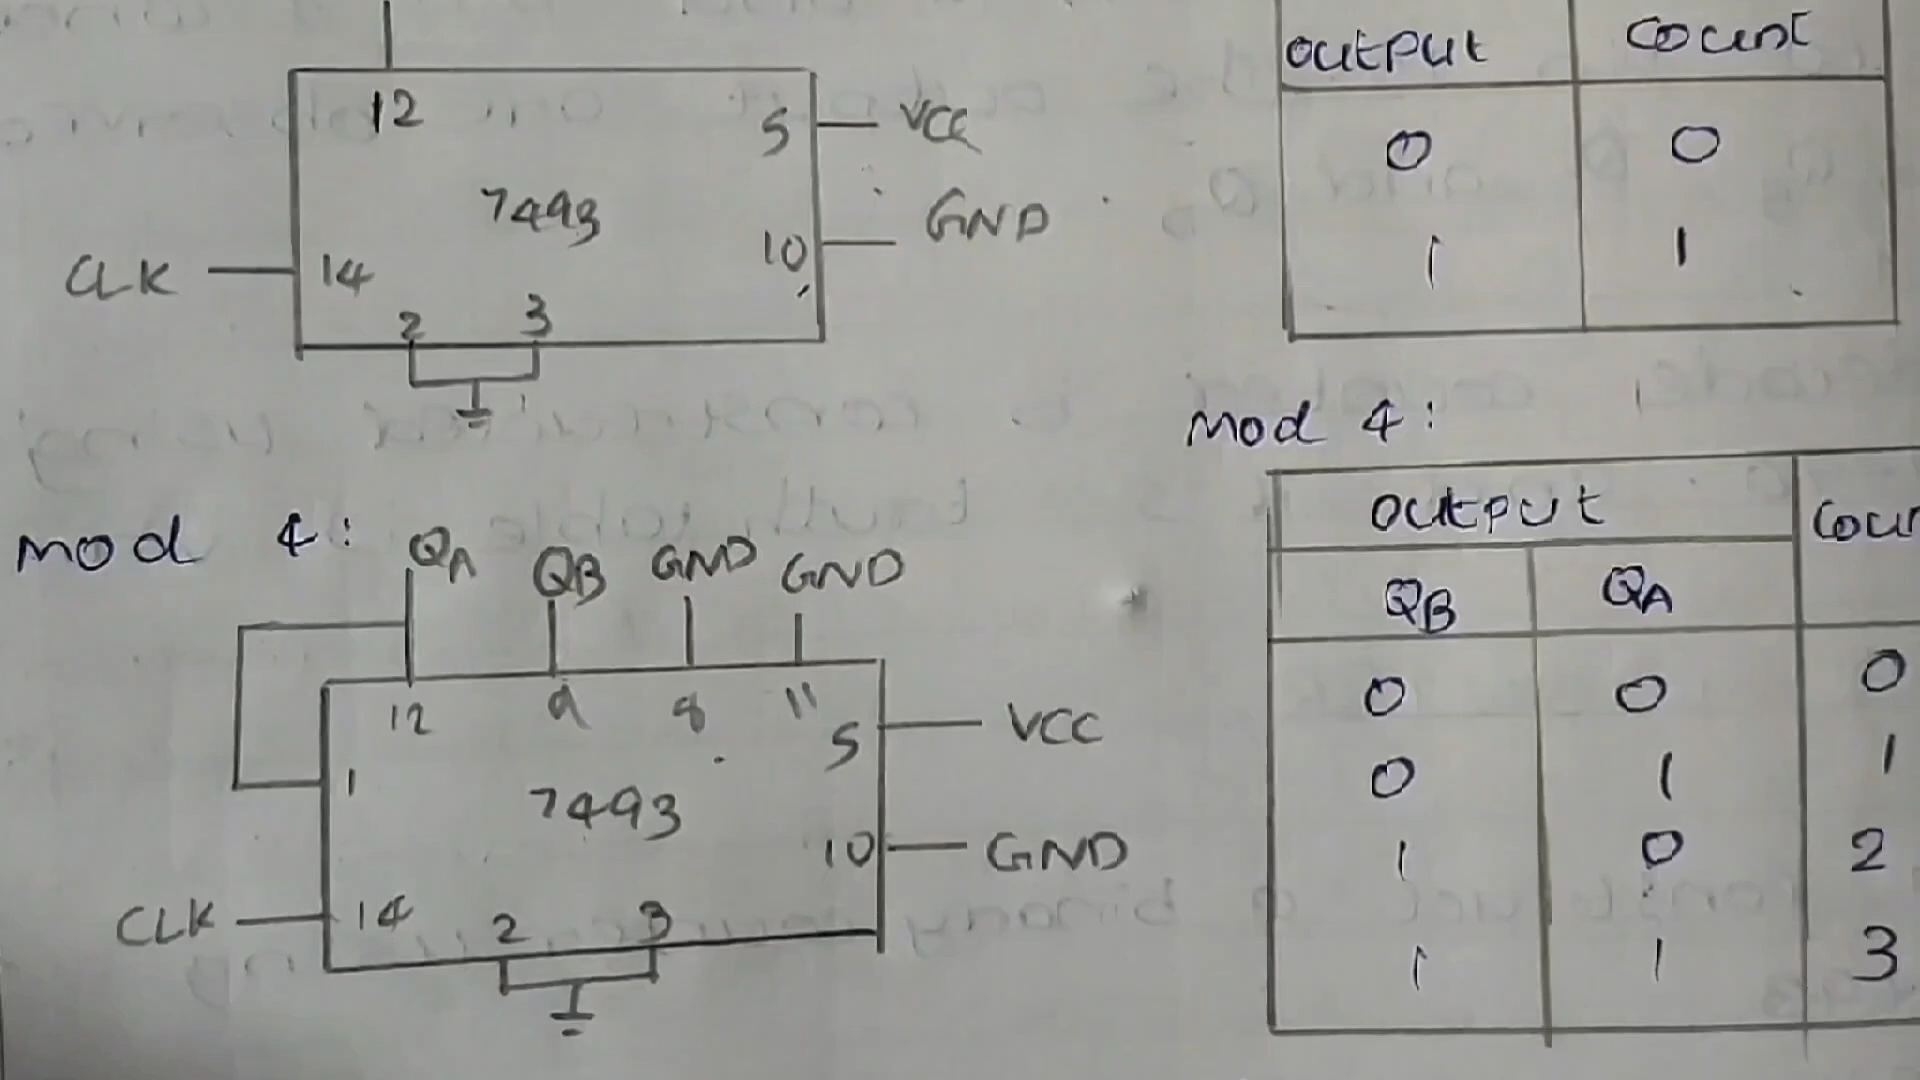 12
5 VCC
7493
10 GND
CLK 14
2 3
output count
0 0
1 1
mod 4:
QA QB GND GND
12 9 8 11
5 VCC
1
7493
10 GND
CLK 14
2 3
mod 4:
output coun
QB QA
0 0 0
0 1 1
1 0 2
1 1 3